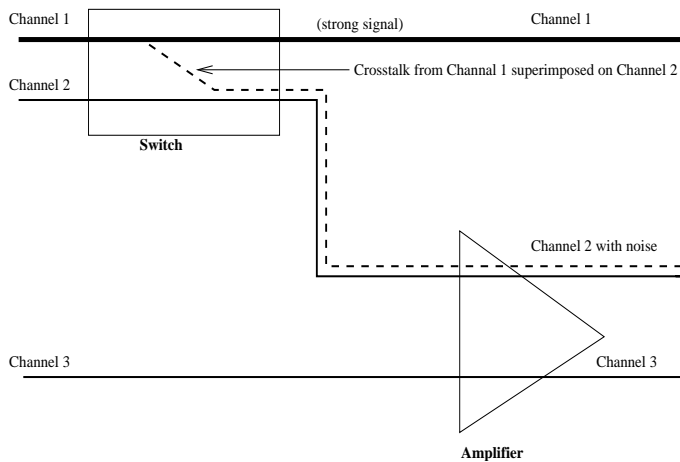 Channel 1
(strong signal)
Channel 1
Crosstalk from Channal 1 superimposed on Channel 2
Channel 2
Switch
Channel 2 with noise
Channel 3
Channel 3
Amplifier